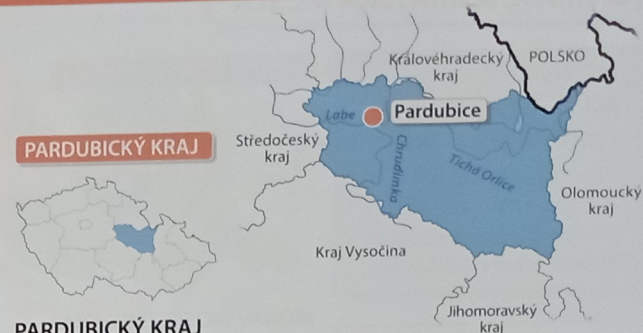 Královéhradecký
kraj
POLSKO
Labe
Pardubice
PARDUBICKÝ KRAJ
Středočeský
kraj
Chrudimka
Tichá Orlice
Olomoucký
kraj
Kraj Vysočina
Jihomoravský
kraj
PARDUBICKÝ KRAJ